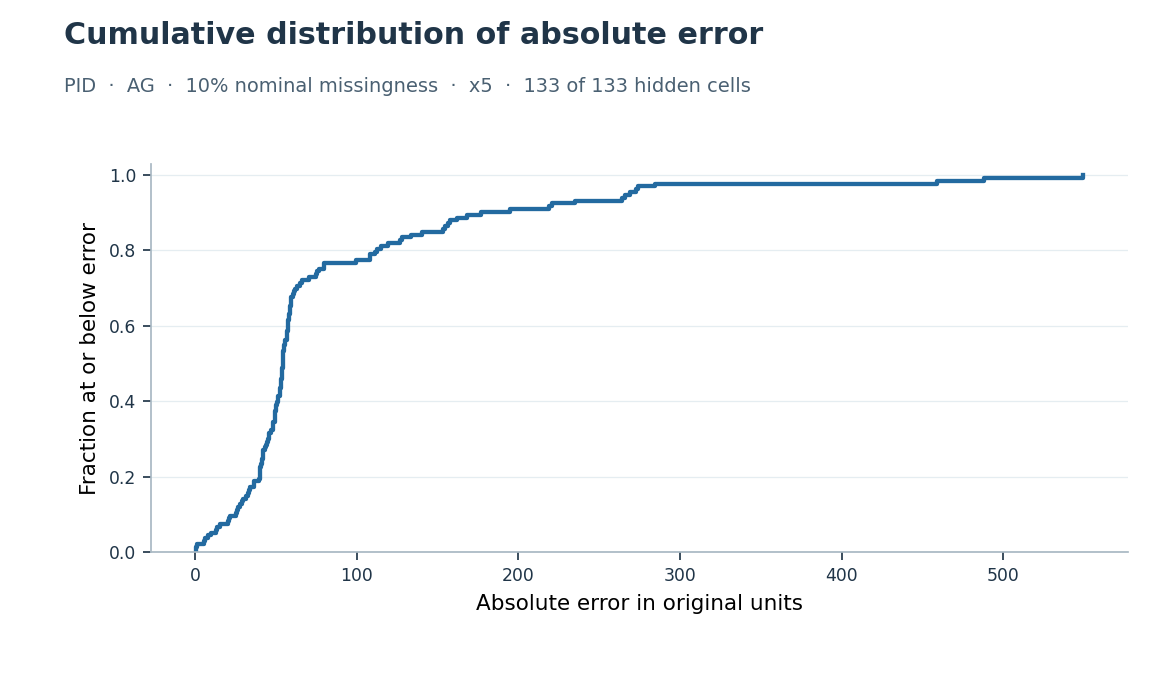 Cumulative distribution of absolute error
PID · AG · 10% nominal missingness · x5 · 133 of 133 hidden cells
Fraction at or below error
1.0
0.8
0.6
0.4
0.2
0.0
0 100 200 300 400 500
Absolute error in original units